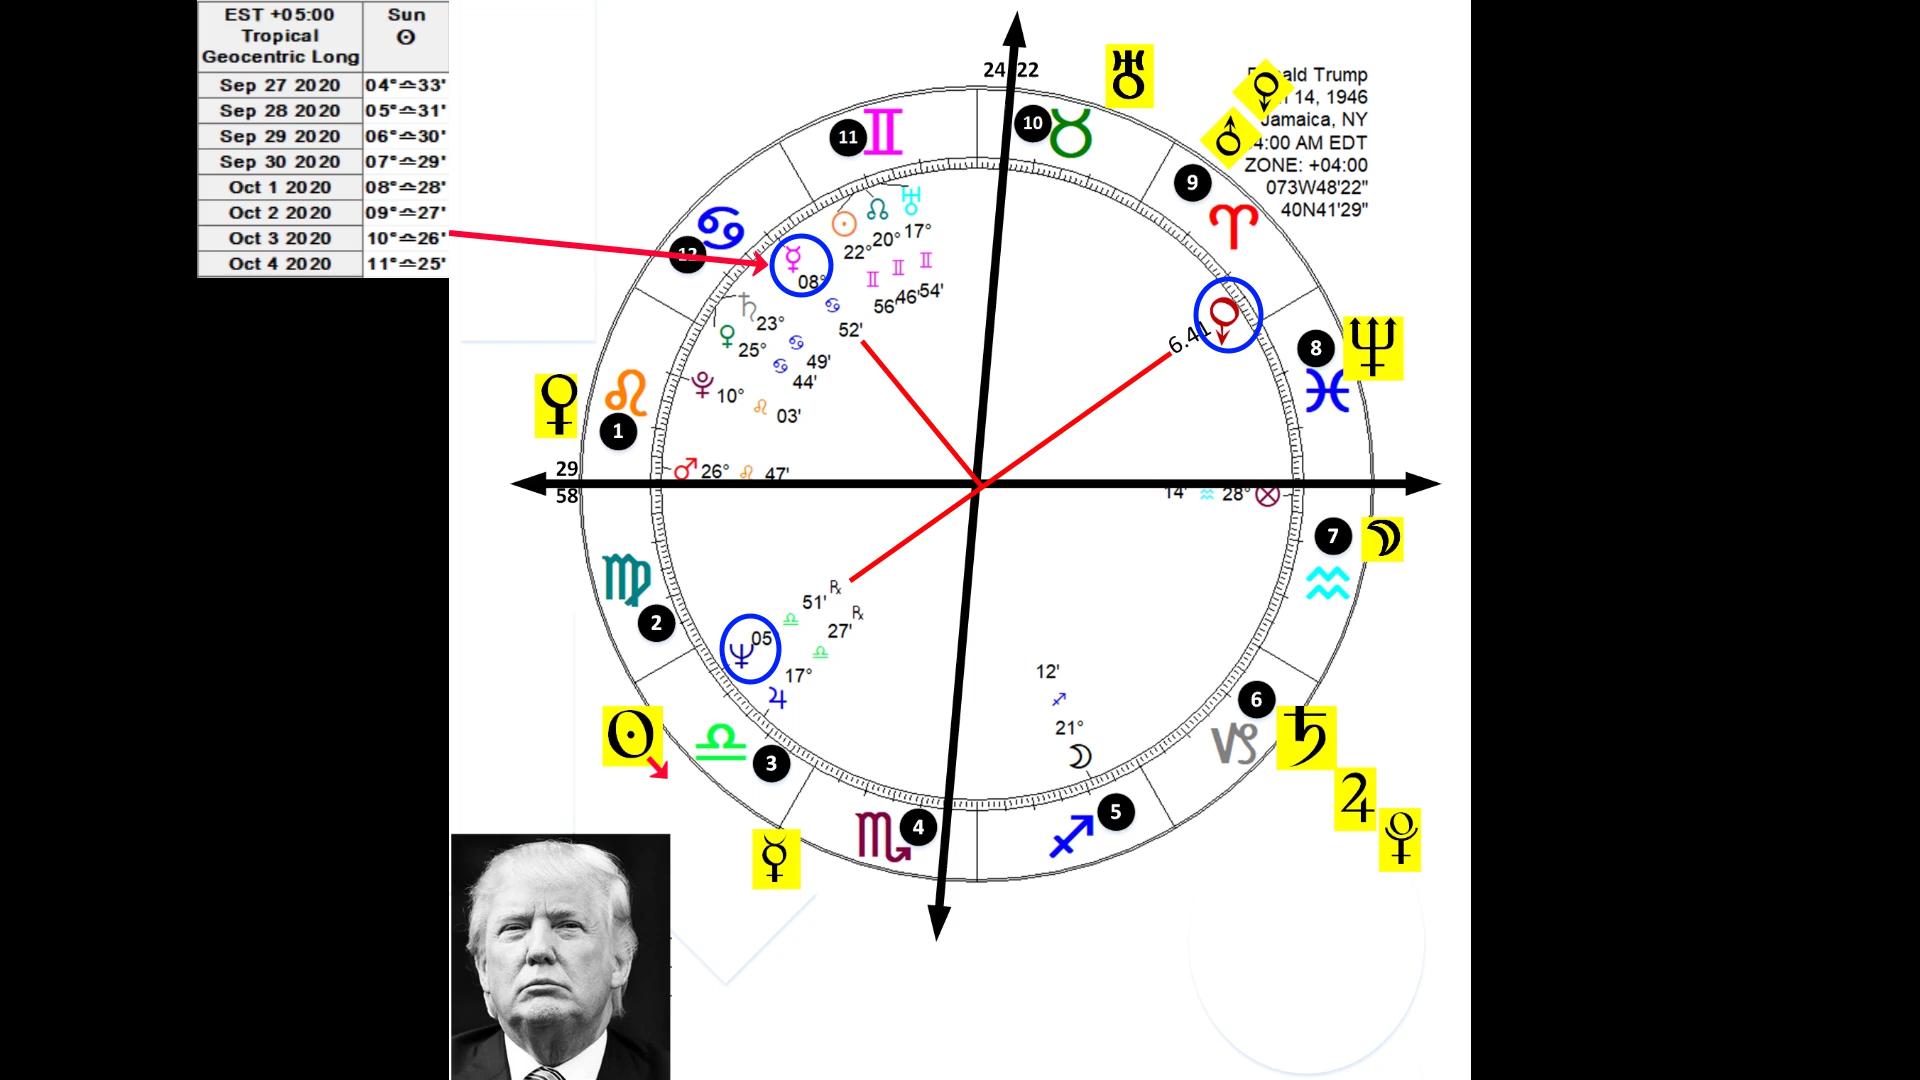 EST +05:00
Tropical
Geocentric Long
Sun
☉
Sep 27 2020 04°♎33'
Sep 28 2020 05°♎31'
Sep 29 2020 06°♎30'
Sep 30 2020 07°♎29'
Oct 1 2020 08°♎28'
Oct 2 2020 09°♎27'
Oct 3 2020 10°♎26'
Oct 4 2020 11°♎25'
ald Trump
14, 1946
Jamaica, NY
4:00 AM EDT
ZONE: +04:00
073W48'22"
40N41'29"
24 22
♅
♀
♂
11 ♊
10 ♉
9
♈
12 ♋
☉ ☊ ♅
22° 20° 17°
♊ ♊ ♊
56' 46' 54'
☿
08°
♋
52'
♄ 23° ♋ 49'
♀ 25° ♋ 44'
♇ 10° ♌ 03'
6.41
8 ♆
♓
♀ ♌
1
♂ 26° ♌ 47'
29
58
14' ♒ 28° ⊗
7 ☽
♒
♍
2
♆ 05 ♎ 51' ℞
♃ 17° ♎ 27' ℞
12'
♐
21°
☽
6
♑ ♄
☉ ♎ 3
♃
♏ 4
♐ 5
♇
☿